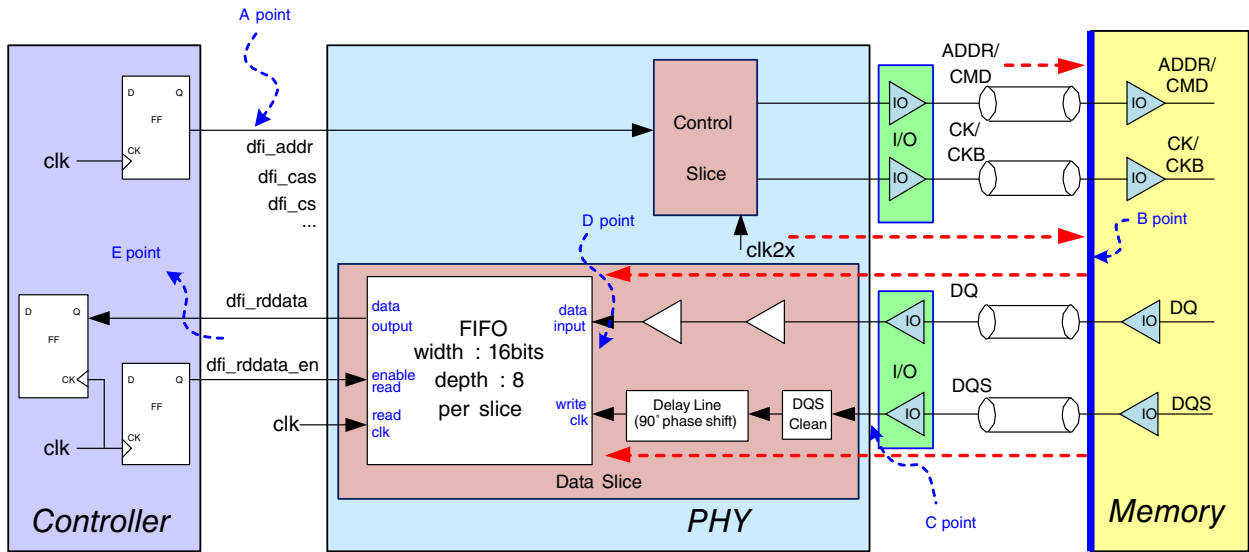 A point
D
Q
FF
CK
clk
dfi_addr
dfi_cas
dfi_cs
...
Control
Slice
clk2x
ADDR/
CMD
CK/
CKB
IO
I/O
IO
IO
IO
ADDR/
CMD
CK/
CKB
B point
D point
E point
D
Q
FF
CK
dfi_rddata
dfi_rddata_en
D
Q
FF
CK
clk
clk
data
output
enable
read
read
clk
FIFO
width : 16bits
depth : 8
per slice
data
input
write
clk
Delay Line
(90° phase shift)
DQS
Clean
Data Slice
IO
I/O
IO
DQ
DQS
IO
DQ
IO
DQS
C point
Controller
PHY
Memory